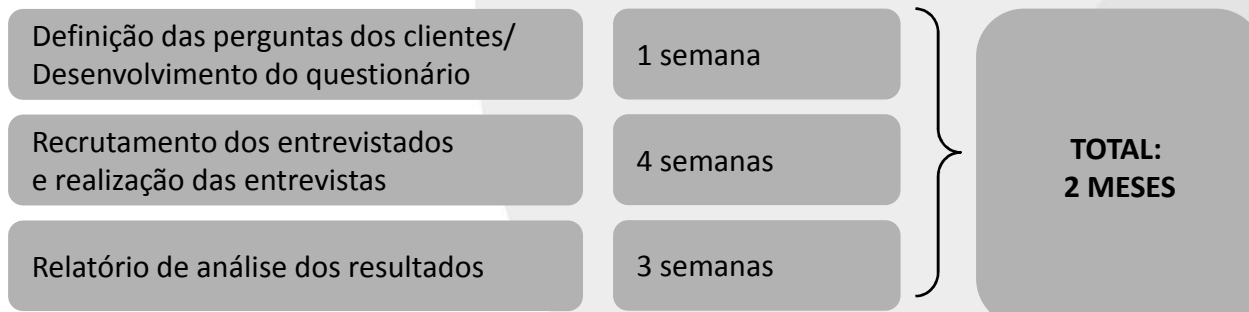 Definição das perguntas dos clientes/
Desenvolvimento do questionário
1 semana
Recrutamento dos entrevistados
e realização das entrevistas
4 semanas
Relatório de análise dos resultados
3 semanas
TOTAL:
2 MESES